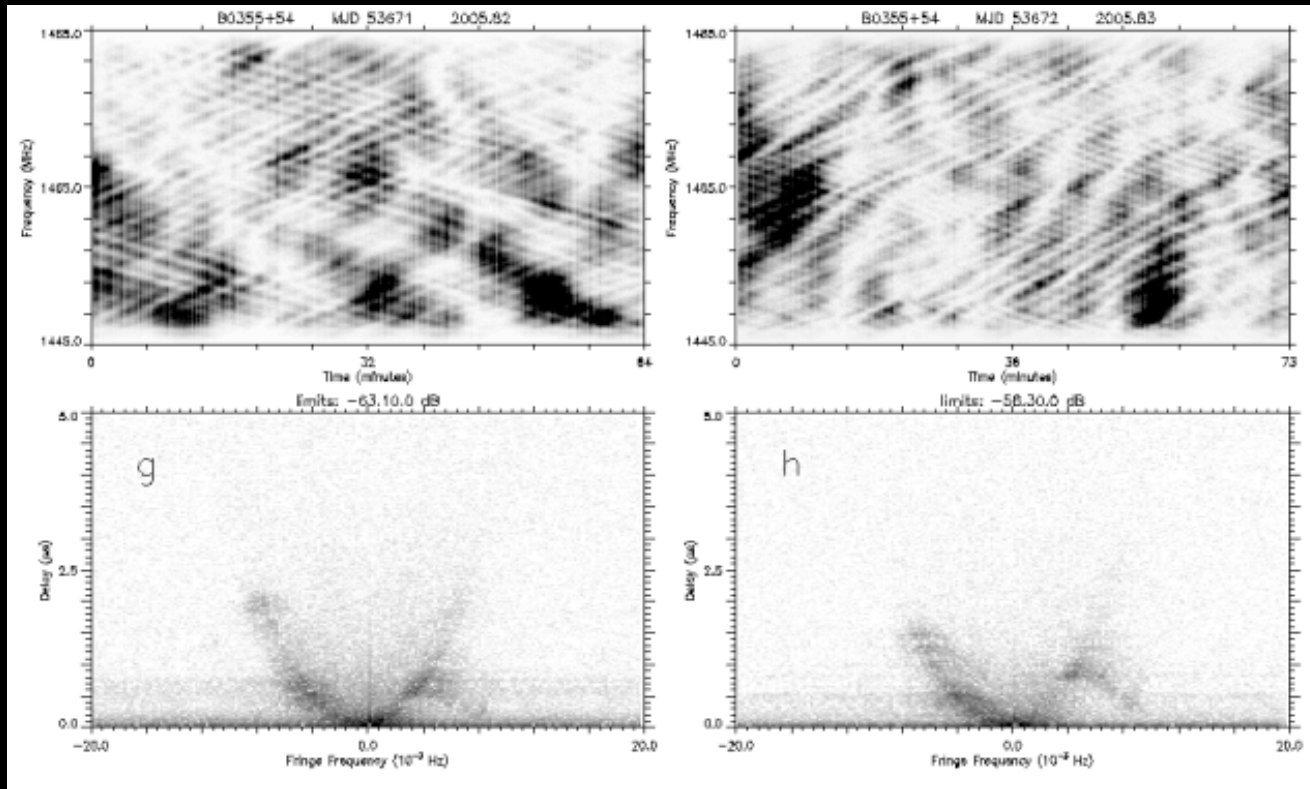 B0355+54 MJD 53671 2005.82
1485.0
Frequency (MHz)
1465.0
1445.0
0 32 64
Time (minutes)
limits: -63.10.0 dB
5.0
g
Delay (μs)
2.5
0.0
-20.0 0.0 20.0
Fringe Frequency (10⁻³ Hz)
B0355+54 MJD 53672 2005.83
1485.0
Frequency (MHz)
1465.0
1445.0
0 36 73
Time (minutes)
limits: -58.30.0 dB
5.0
h
Delay (μs)
2.5
0.0
-20.0 0.0 20.0
Fringe Frequency (10⁻³ Hz)